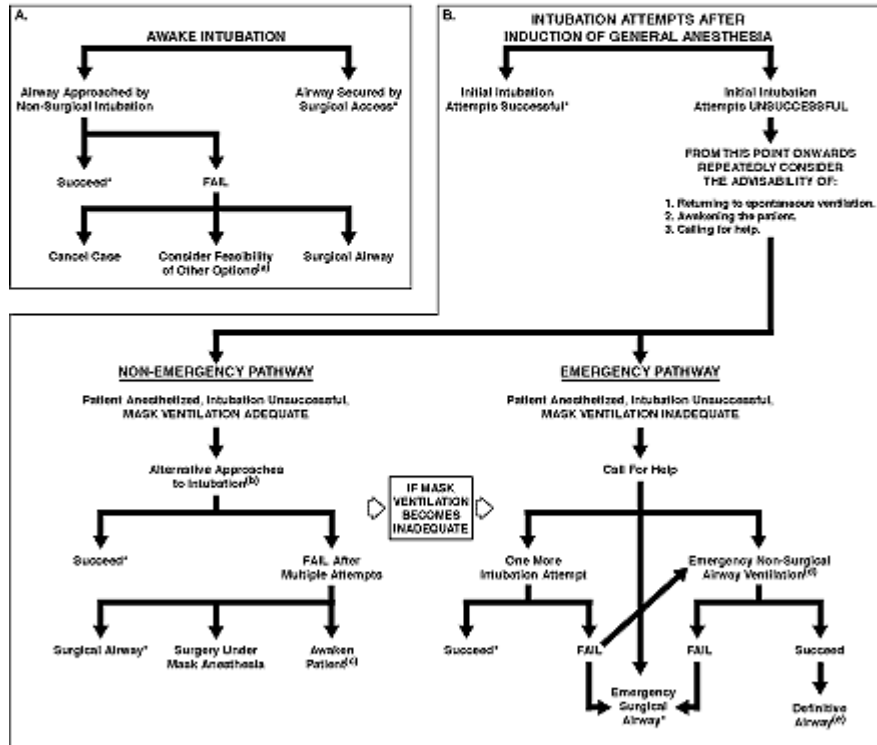 A.
AWAKE INTUBATION
Airway Approached by
Non-Surgical Intubation
Airway Secured by
Surgical Access*
Succeed*
FAIL
Cancel Case
Consider Feasibility
of Other Options(a)
Surgical Airway
B.
INTUBATION ATTEMPTS AFTER
INDUCTION OF GENERAL ANESTHESIA
Initial Intubation
Attempts Successful*
Initial Intubation
Attempts UNSUCCESSFUL
FROM THIS POINT ONWARDS
REPEATEDLY CONSIDER
THE ADVISABILITY OF:
1. Returning to spontaneous ventilation.
2. Awakening the patient.
3. Calling for help.
NON-EMERGENCY PATHWAY
Patient Anesthetized, Intubation Unsuccessful,
MASK VENTILATION ADEQUATE
Alternative Approaches
to Intubation(b)
Succeed*
FAIL After
Multiple Attempts
Surgical Airway*
Surgery Under
Mask Anesthesia
Awaken
Patient(c)
IF MASK
VENTILATION
BECOMES
INADEQUATE
EMERGENCY PATHWAY
Patient Anesthetized, Intubation Unsuccessful,
MASK VENTILATION INADEQUATE
Call For Help
One More
Intubation Attempt
Emergency Non-Surgical
Airway Ventilation(d)
Succeed*
FAIL
FAIL
Succeed
Emergency
Surgical
Airway*
Definitive
Airway(e)